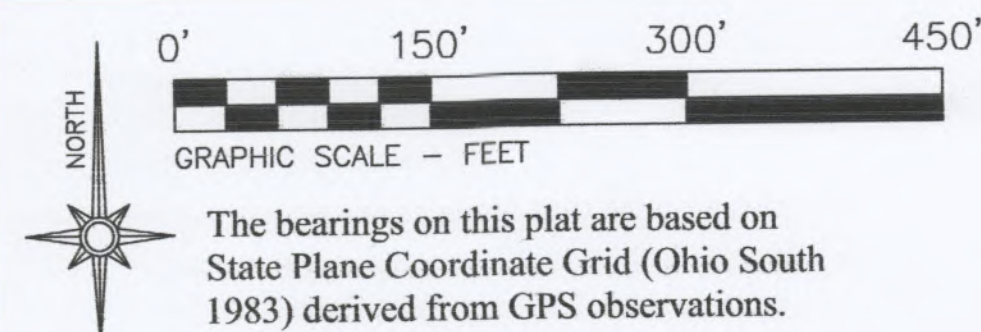 0' 150' 300' 450'
NORTH
GRAPHIC SCALE – FEET
The bearings on this plat are based on
State Plane Coordinate Grid (Ohio South
1983) derived from GPS observations.